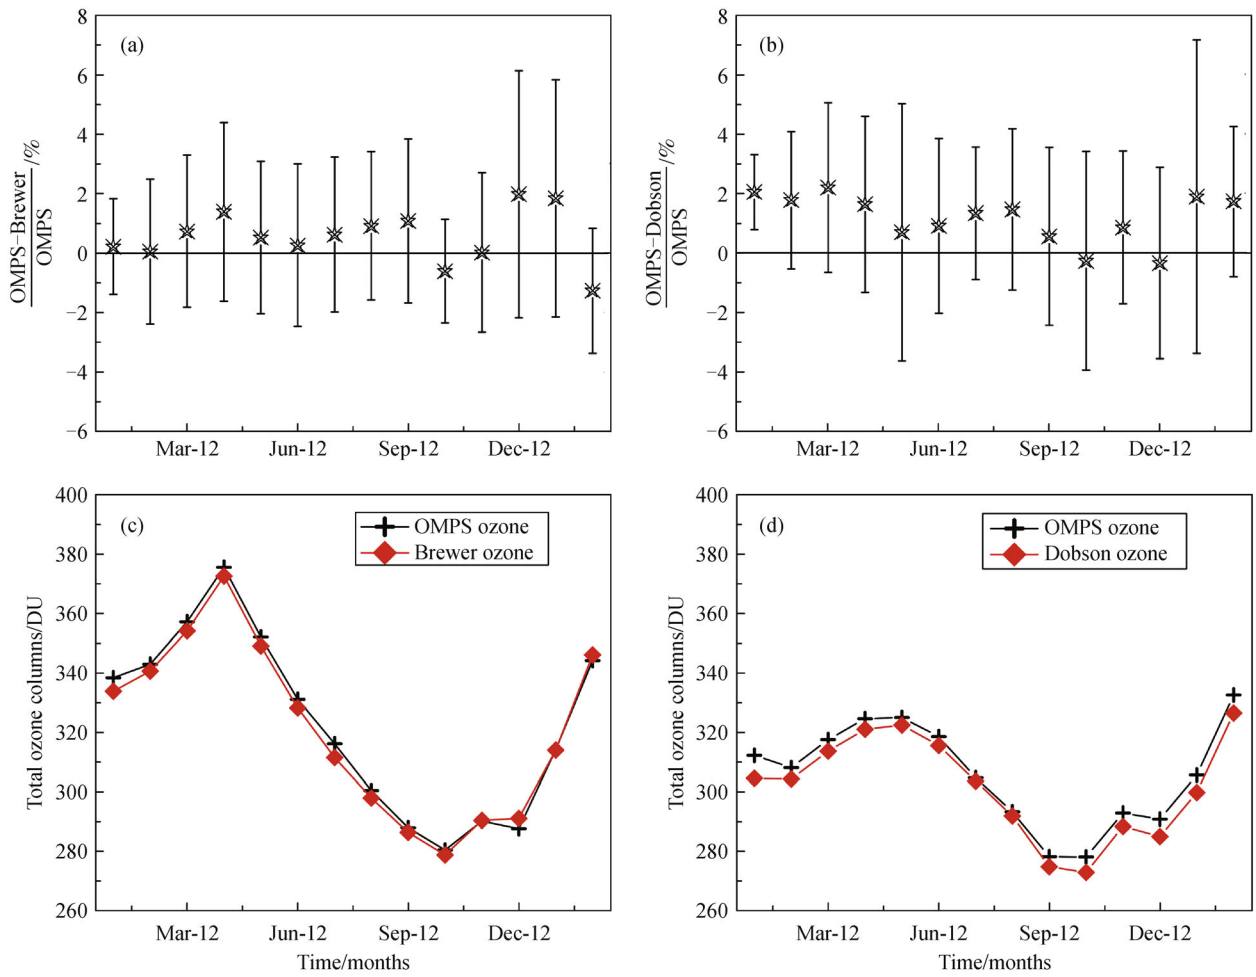 (a)
8
6
4
2
0
−2
−4
−6
OMPS−Brewer
OMPS
/%
Mar-12 Jun-12 Sep-12 Dec-12
(b)
8
6
4
2
0
−2
−4
−6
OMPS−Dobson
OMPS
/%
Mar-12 Jun-12 Sep-12 Dec-12
(c)
OMPS ozone
Brewer ozone
400
380
360
340
320
300
280
260
Total ozone columns/DU
Mar-12 Jun-12 Sep-12 Dec-12
Time/months
(d)
OMPS ozone
Dobson ozone
400
380
360
340
320
300
280
260
Total ozone columns/DU
Mar-12 Jun-12 Sep-12 Dec-12
Time/months